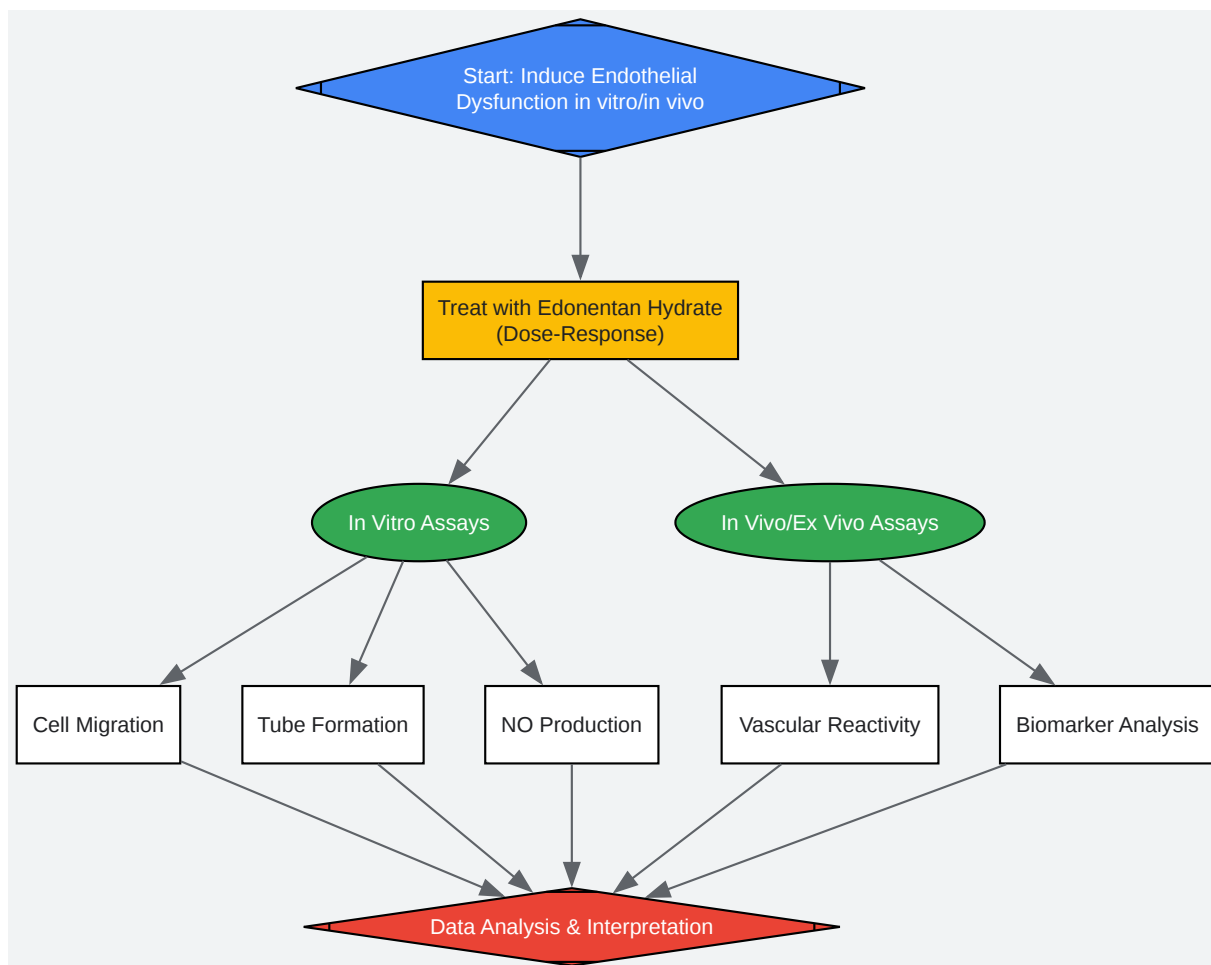 Start: Induce Endothelial
Dysfunction in vitro/in vivo
Treat with Edonentan Hydrate
(Dose-Response)
In Vitro Assays
In Vivo/Ex Vivo Assays
Cell Migration
Tube Formation
NO Production
Vascular Reactivity
Biomarker Analysis
Data Analysis & Interpretation